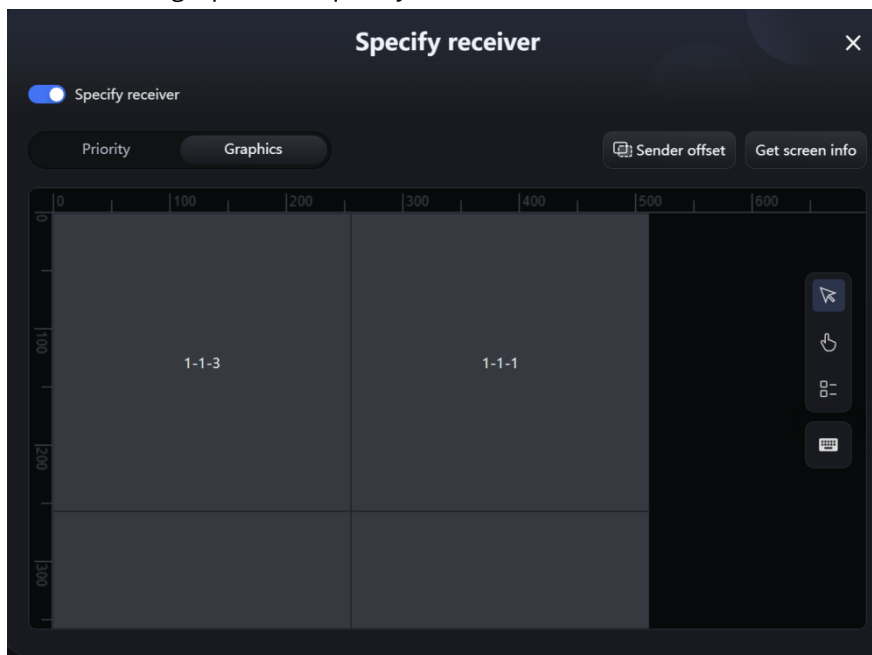 Specify receiver
Specify receiver
Priority Graphics Sender offset Get screen info
0 100 200 300 400 500 600
0
100
1-1-3 1-1-1
200
300